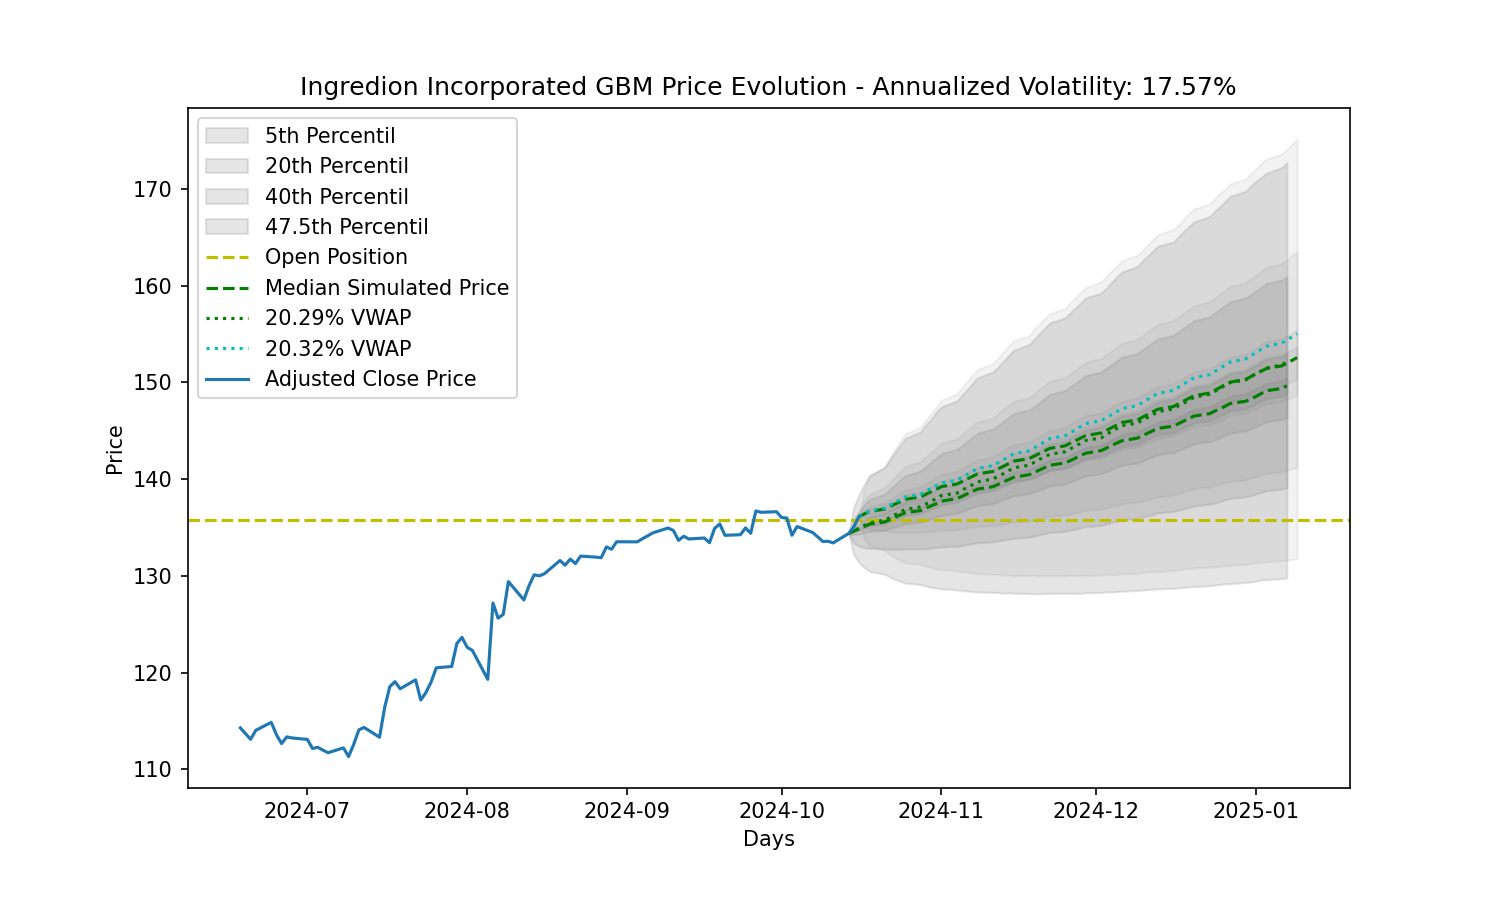 Ingredion Incorporated GBM Price Evolution - Annualized Volatility: 17.57%
5th Percentil
20th Percentil
40th Percentil
47.5th Percentil
Open Position
Median Simulated Price
20.29% VWAP
20.32% VWAP
Adjusted Close Price
Price
170
160
150
140
130
120
110
2024-07
2024-08
2024-09
2024-10
2024-11
2024-12
2025-01
Days